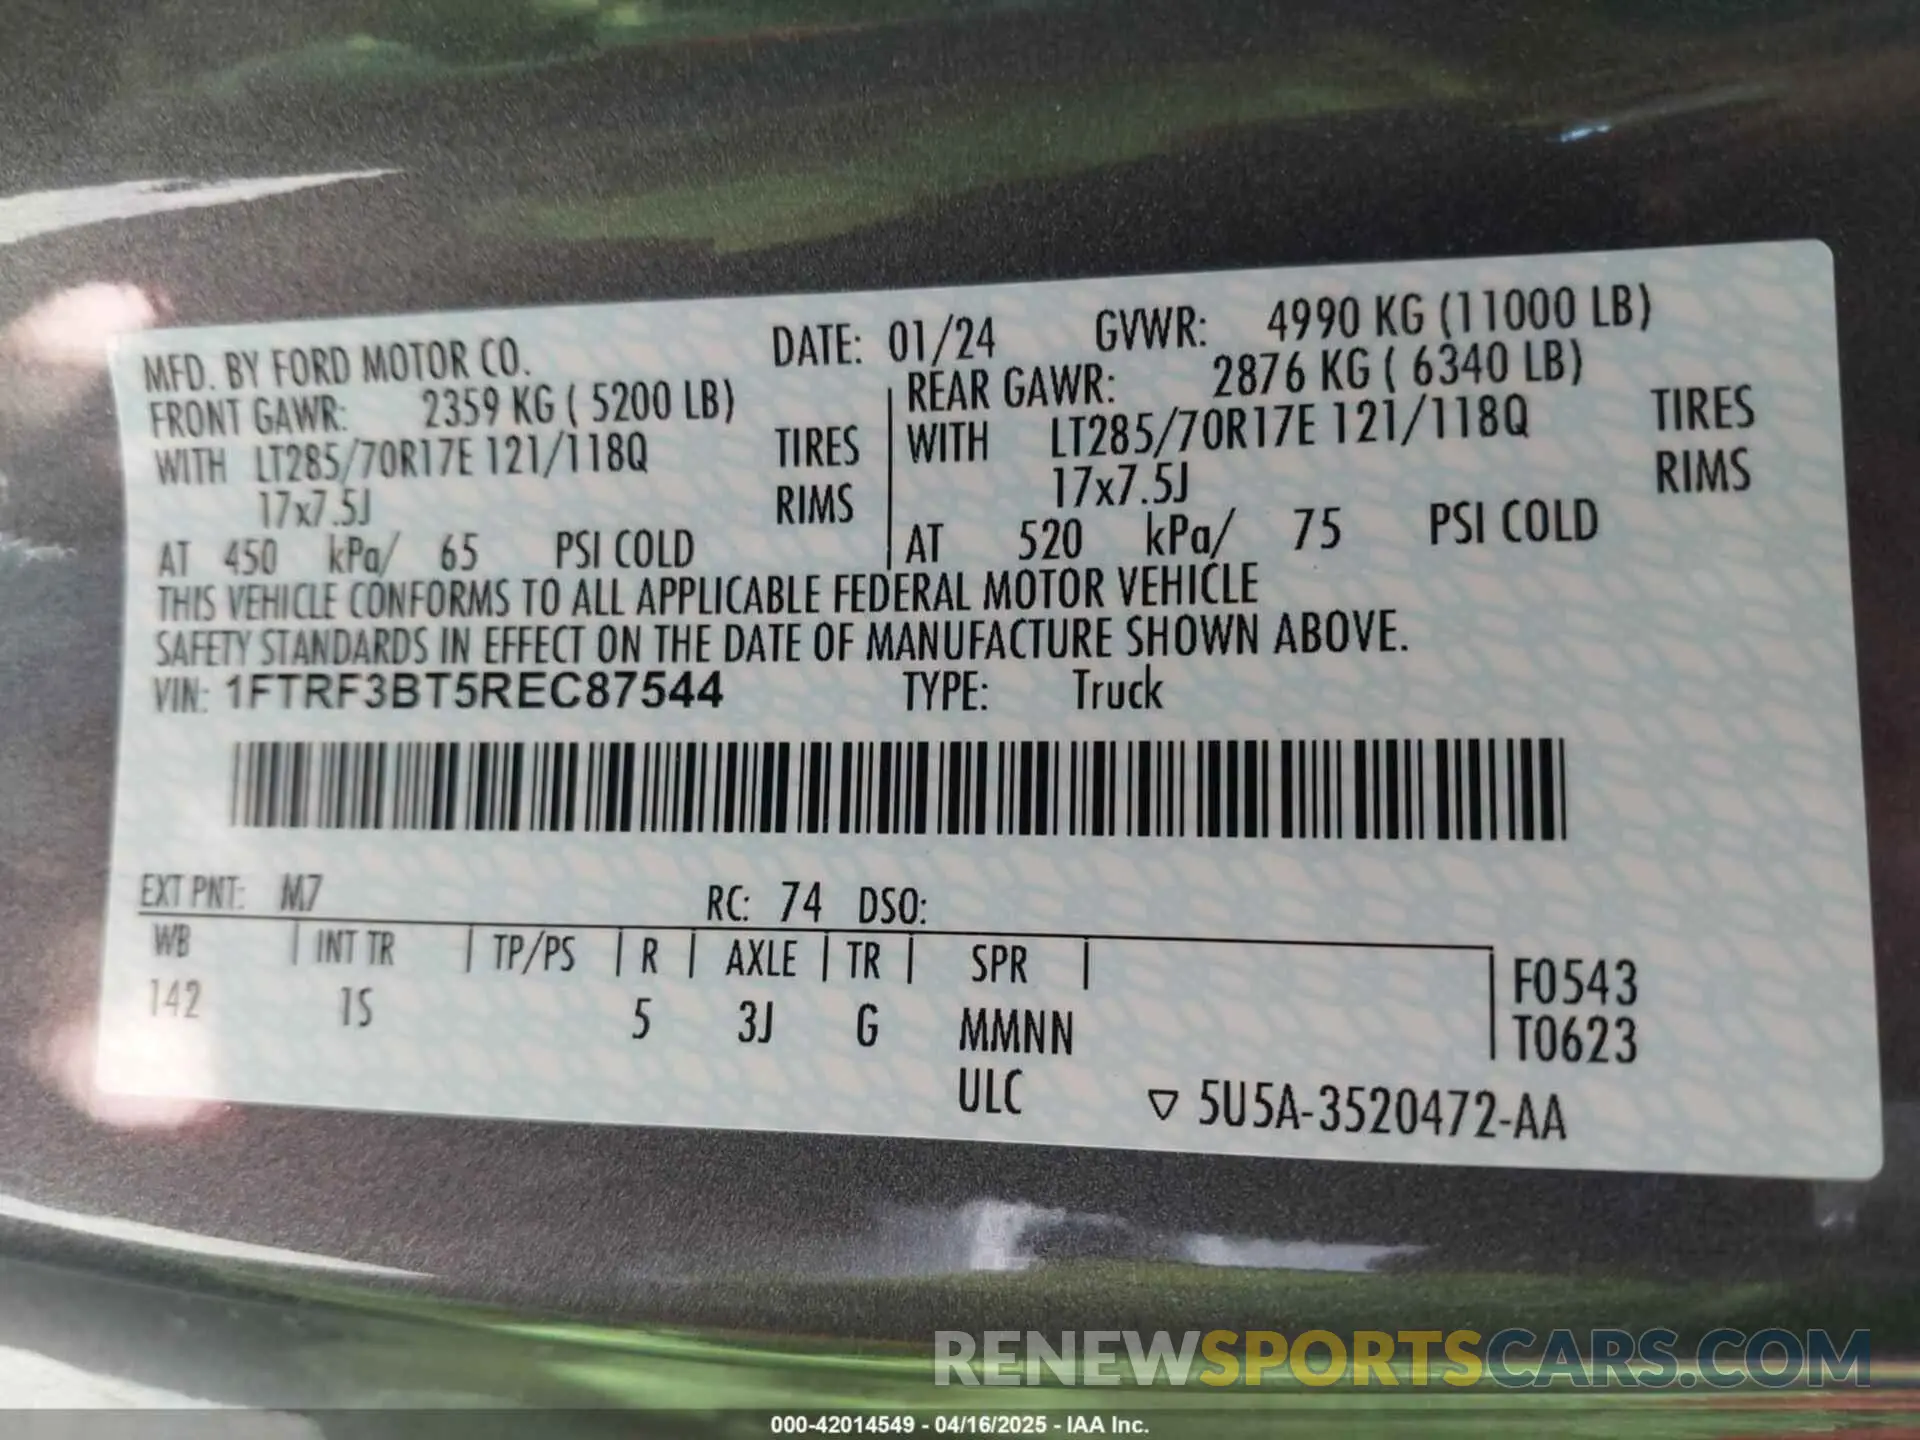 MFD. BY FORD MOTOR CO. DATE: 01/24 GVWR: 4990 KG (11000 LB)
FRONT GAWR: 2359 KG ( 5200 LB) REAR GAWR: 2876 KG ( 6340 LB)
WITH LT285/70R17E 121/118Q TIRES WITH LT285/70R17E 121/118Q TIRES
17x7.5J RIMS 17x7.5J RIMS
AT 450 kPa/ 65 PSI COLD AT 520 kPa/ 75 PSI COLD
THIS VEHICLE CONFORMS TO ALL APPLICABLE FEDERAL MOTOR VEHICLE
SAFETY STANDARDS IN EFFECT ON THE DATE OF MANUFACTURE SHOWN ABOVE.
VIN: 1FTRF3BT5REC87544 TYPE: Truck
EXT PNT: M7 RC: 74 DSO:
WB | INT TR | TP/PS | R | AXLE | TR | SPR |
142 1S 5 3J G MMNN
ULC
F0543
T0623
▽ 5U5A-3520472-AA
RENEWSPORTSCARS.COM
000-42014549 - 04/16/2025 - IAA Inc.